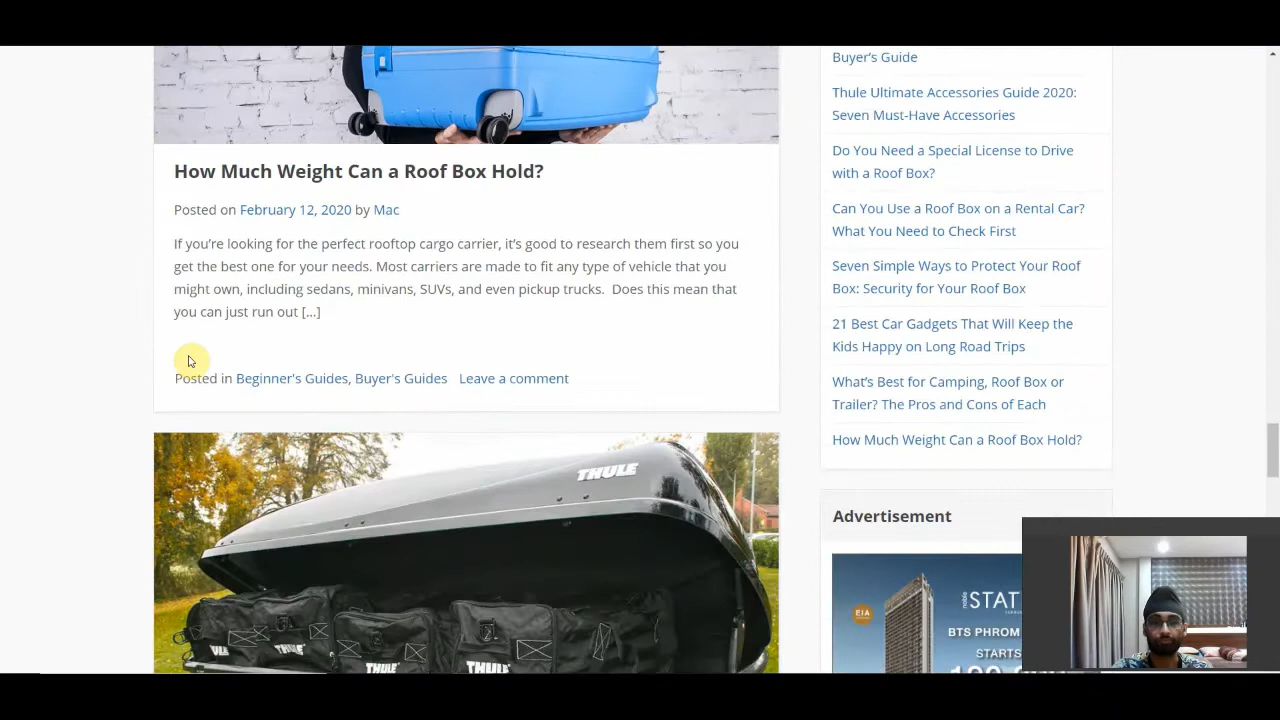 How Much Weight Can a Roof Box Hold?
Posted on February 12, 2020 by Mac
If you’re looking for the perfect rooftop cargo carrier, it’s good to research them first so you
get the best one for your needs. Most carriers are made to fit any type of vehicle that you
might own, including sedans, minivans, SUVs, and even pickup trucks.  Does this mean that
you can just run out […]
Posted in Beginner's Guides, Buyer's Guides   Leave a comment
THULE
THULE
THULE
Buyer’s Guide
Thule Ultimate Accessories Guide 2020:
Seven Must-Have Accessories
Do You Need a Special License to Drive
with a Roof Box?
Can You Use a Roof Box on a Rental Car?
What You Need to Check First
Seven Simple Ways to Protect Your Roof
Box: Security for Your Roof Box
21 Best Car Gadgets That Will Keep the
Kids Happy on Long Road Trips
What’s Best for Camping, Roof Box or
Trailer? The Pros and Cons of Each
How Much Weight Can a Roof Box Hold?
Advertisement
EIA
noble
BTS PHROM
STARTS